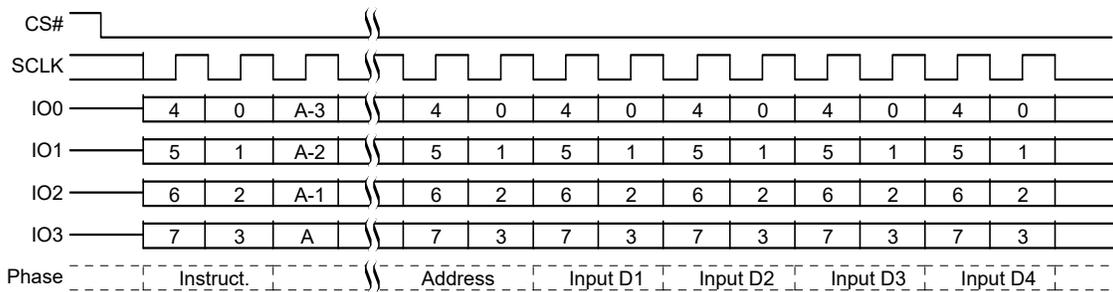 CS#
SCLK
IO0 4 0 A-3 4 0 4 0 4 0 4 0 4 0
IO1 5 1 A-2 5 1 5 1 5 1 5 1 5 1
IO2 6 2 A-1 6 2 6 2 6 2 6 2 6 2
IO3 7 3 A 7 3 7 3 7 3 7 3 7 3
Phase Instruct. Address Input D1 Input D2 Input D3 Input D4